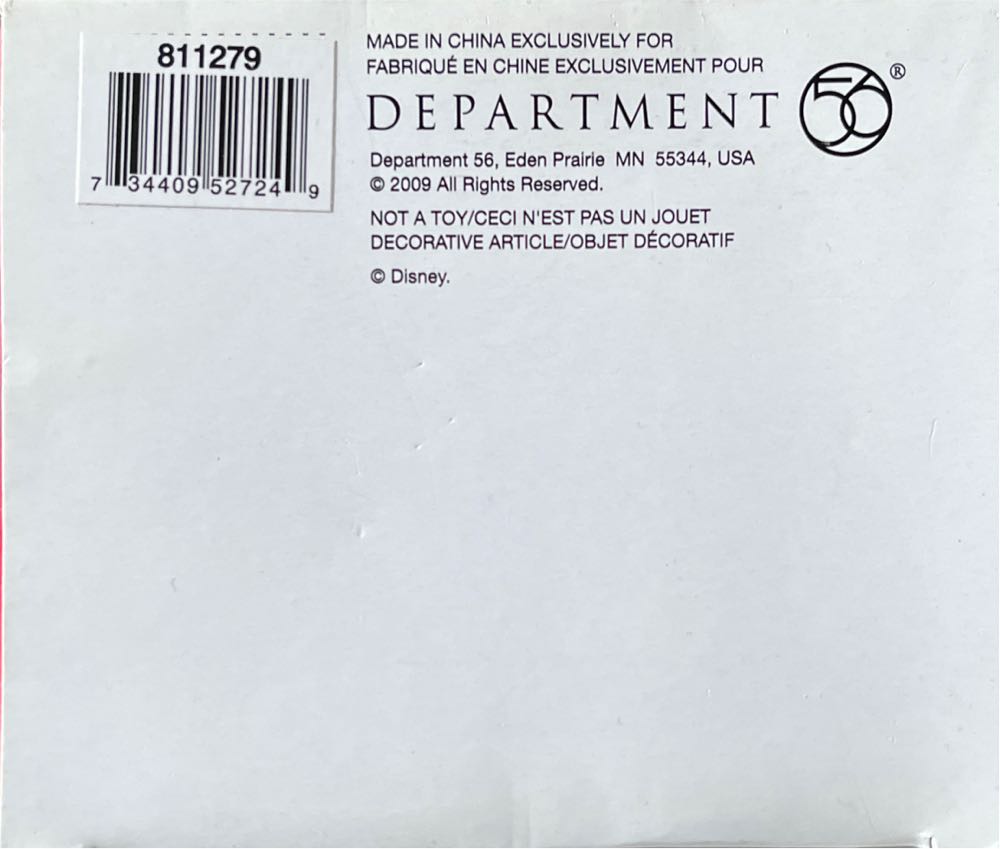 811279
7 34409 52724 9
MADE IN CHINA EXCLUSIVELY FOR
FABRIQUÉ EN CHINE EXCLUSIVEMENT POUR
DEPARTMENT 56®
Department 56, Eden Prairie MN 55344, USA
© 2009 All Rights Reserved.
NOT A TOY/CECI N'EST PAS UN JOUET
DECORATIVE ARTICLE/OBJET DÉCORATIF
© Disney.